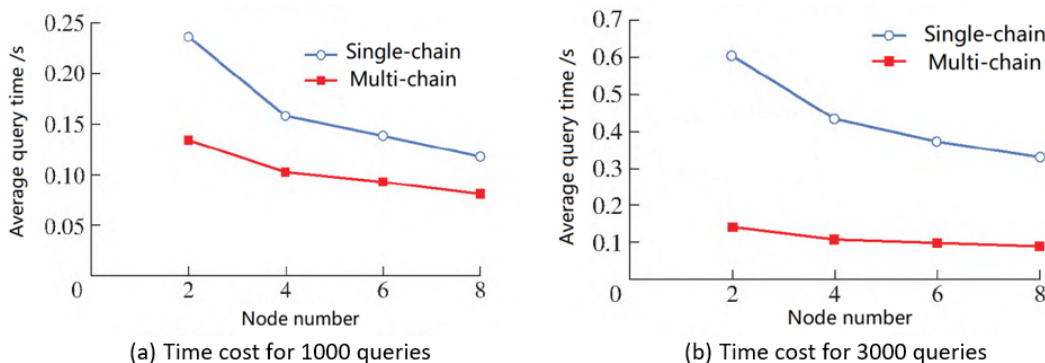 0.25
0.20
0.15
0.10
0.05
0
2
4
6
8
Average query time /s
Node number
Single-chain
Multi-chain
(a) Time cost for 1000 queries
0.7
0.6
0.5
0.4
0.3
0.2
0.1
0
2
4
6
8
Average query time /s
Node number
Single-chain
Multi-chain
(b) Time cost for 3000 queries